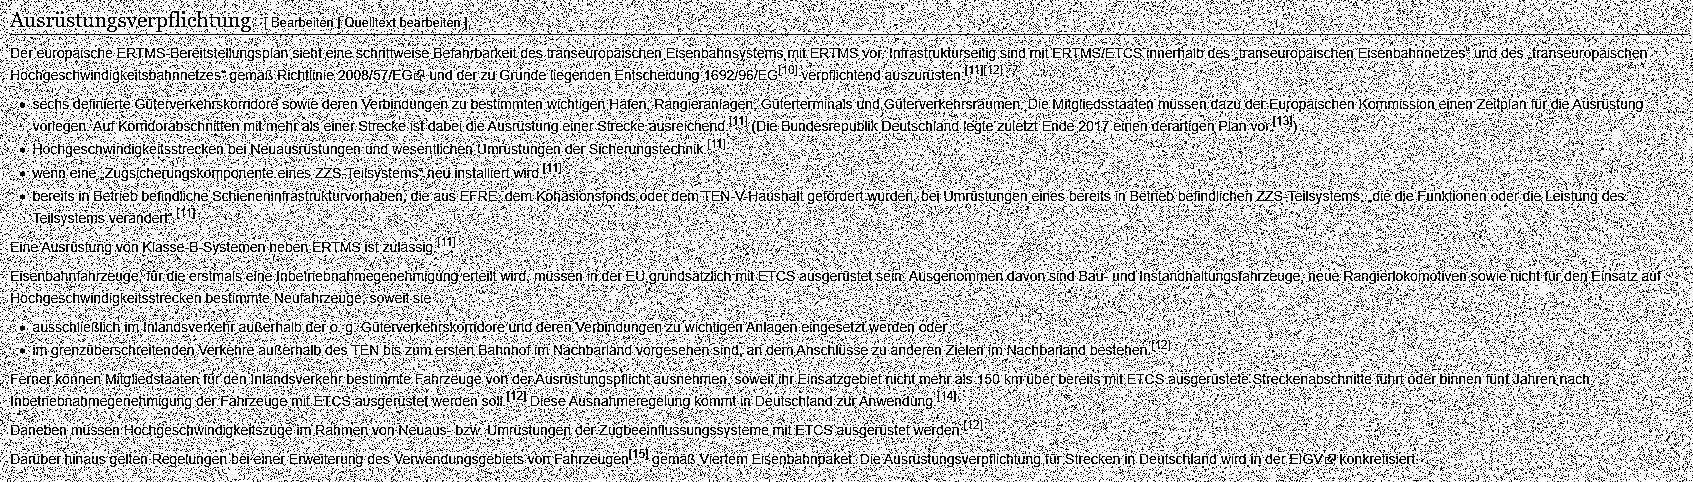 Ausrüstungsverpflichtung [ Bearbeiten | Quelltext bearbeiten ]
Der europäische ERTMS-Bereitstellungsplan sieht eine schrittweise Befahrbarkeit des transeuropäischen Eisenbahnsystems mit ERTMS vor. Infrastrukturseitig sind mit ERTMS/ETCS innerhalb des „transeuropäischen Eisenbahnnetzes“ und des „transeuropäischen
Hochgeschwindigkeitsbahnnetzes“ gemäß Richtlinie 2008/57/EG und der zu Grunde liegenden Entscheidung 1692/96/EG[10] verpflichtend auszurüsten:[11][12]
• sechs definierte Güterverkehrskorridore sowie deren Verbindungen zu bestimmten wichtigen Häfen, Rangieranlagen, Güterterminals und Güterverkehrsräumen. Die Mitgliedsstaaten müssen dazu der Europäischen Kommission einen Zeitplan für die Ausrüstung
vorlegen. Auf Korridorabschnitten mit mehr als einer Strecke ist dabei die Ausrüstung einer Strecke ausreichend.[11] (Die Bundesrepublik Deutschland legte zuletzt Ende 2017 einen derartigen Plan vor.[13])
• Hochgeschwindigkeitsstrecken bei Neuausrüstungen und wesentlichen Umrüstungen der Sicherungstechnik.[11]
• wenn eine „Zugsicherungskomponente eines ZZS-Teilsystems“ neu installiert wird.[11]
• bereits in Betrieb befindliche Schieneninfrastrukturvorhaben, die aus EFRE, dem Kohäsionsfonds oder dem TEN-V-Haushalt gefördert wurden, bei Umrüstungen eines bereits in Betrieb befindlichen ZZS-Teilsystems, „die die Funktionen oder die Leistung des
Teilsystems verändert“.[11]
Eine Ausrüstung von Klasse-B-Systemen neben ERTMS ist zulässig.[11]
Eisenbahnfahrzeuge, für die erstmals eine Inbetriebnahmegenehmigung erteilt wird, müssen in der EU grundsätzlich mit ETCS ausgerüstet sein. Ausgenommen davon sind Bau- und Instandhaltungsfahrzeuge, neue Rangierlokomotiven sowie nicht für den Einsatz auf
Hochgeschwindigkeitsstrecken bestimmte Neufahrzeuge, soweit sie
• ausschließlich im Inlandsverkehr außerhalb der o. g. Güterverkehrskorridore und deren Verbindungen zu wichtigen Anlagen eingesetzt werden oder
• im grenzüberschreitenden Verkehre außerhalb des TEN bis zum ersten Bahnhof im Nachbarland vorgesehen sind, an dem Anschlüsse zu anderen Zielen im Nachbarland bestehen.[12]
Ferner können Mitgliedstaaten für den Inlandsverkehr bestimmte Fahrzeuge von der Ausrüstungspflicht ausnehmen, soweit ihr Einsatzgebiet nicht mehr als 150 km über bereits mit ETCS ausgerüstete Streckenabschnitte führt oder binnen fünf Jahren nach
Inbetriebnahmegenehmigung der Fahrzeuge mit ETCS ausgerüstet werden soll.[12] Diese Ausnahmeregelung kommt in Deutschland zur Anwendung.[14]
Daneben müssen Hochgeschwindigkeitszüge im Rahmen von Neuaus- bzw. Umrüstungen der Zugbeeinflussungssysteme mit ETCS ausgerüstet werden.[12]
Darüber hinaus gelten Regelungen bei einer Erweiterung des Verwendungsgebiets von Fahrzeugen[15] gemäß Viertem Eisenbahnpaket. Die Ausrüstungsverpflichtung für Strecken in Deutschland wird in der EIGV konkretisiert.